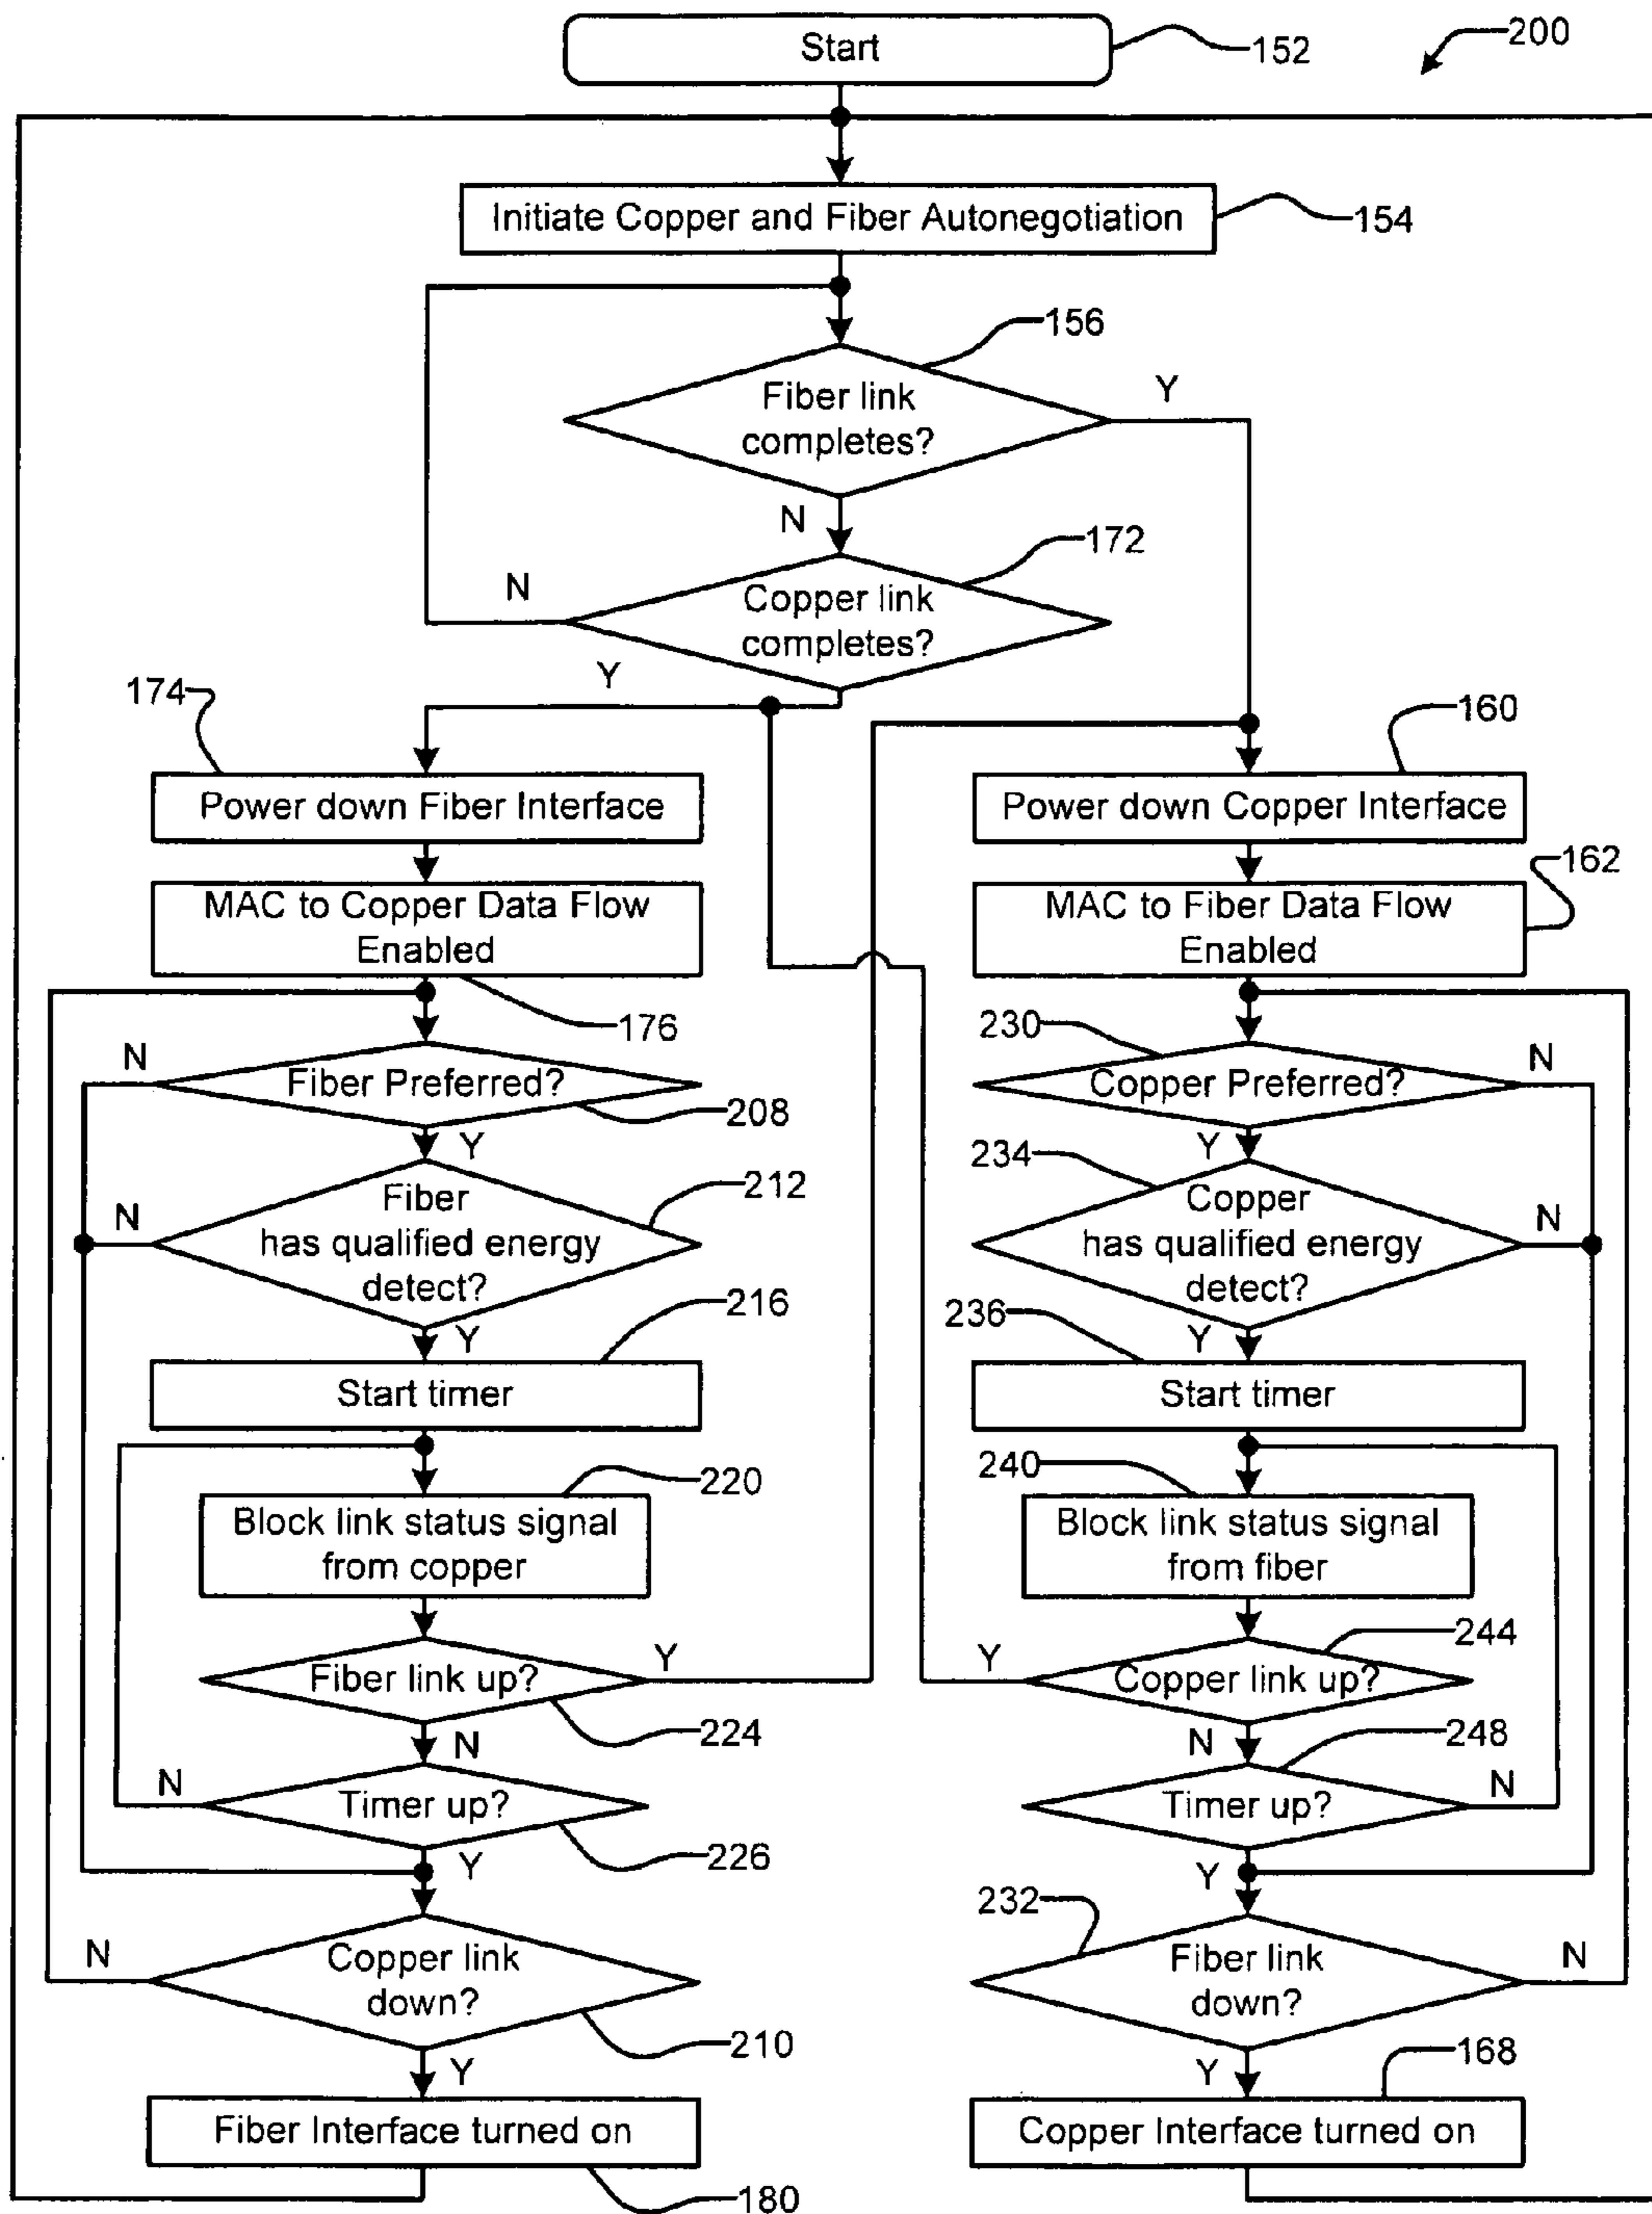 Start
152
200
Initiate Copper and Fiber Autonegotiation
154
156
Fiber link
completes?
Y
N
172
Copper link
completes?
N
Y
174
160
Power down Fiber Interface
Power down Copper Interface
162
MAC to Copper Data Flow
Enabled
MAC to Fiber Data Flow
Enabled
176
230
N
Fiber Preferred?
208
Y
Copper Preferred?
N
Y
234
212
Fiber
has qualified energy
detect?
N
Y
Copper
has qualified energy
detect?
N
Y
216
236
Start timer
Start timer
220
240
Block link status signal
from copper
Block link status signal
from fiber
244
Fiber link up?
Y
224
N
Y
Copper link up?
N
248
N
Timer up?
226
Y
Timer up?
N
Y
232
N
Copper link
down?
210
Y
Fiber link
down?
N
Y
168
Fiber Interface turned on
Copper Interface turned on
180